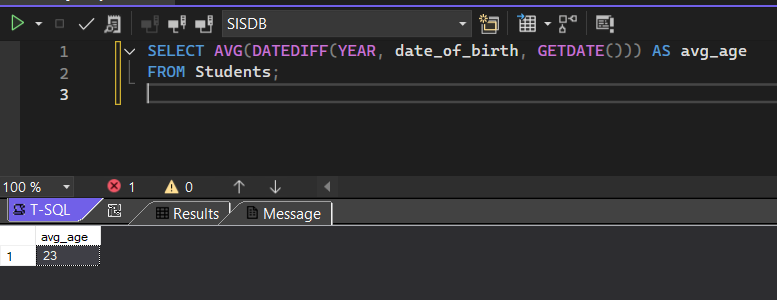 SISDB
1 SELECT AVG(DATEDIFF(YEAR, date_of_birth, GETDATE())) AS avg_age
2 FROM Students;
3
100 % 1 0
T-SQL Results Message
avg_age
1 23